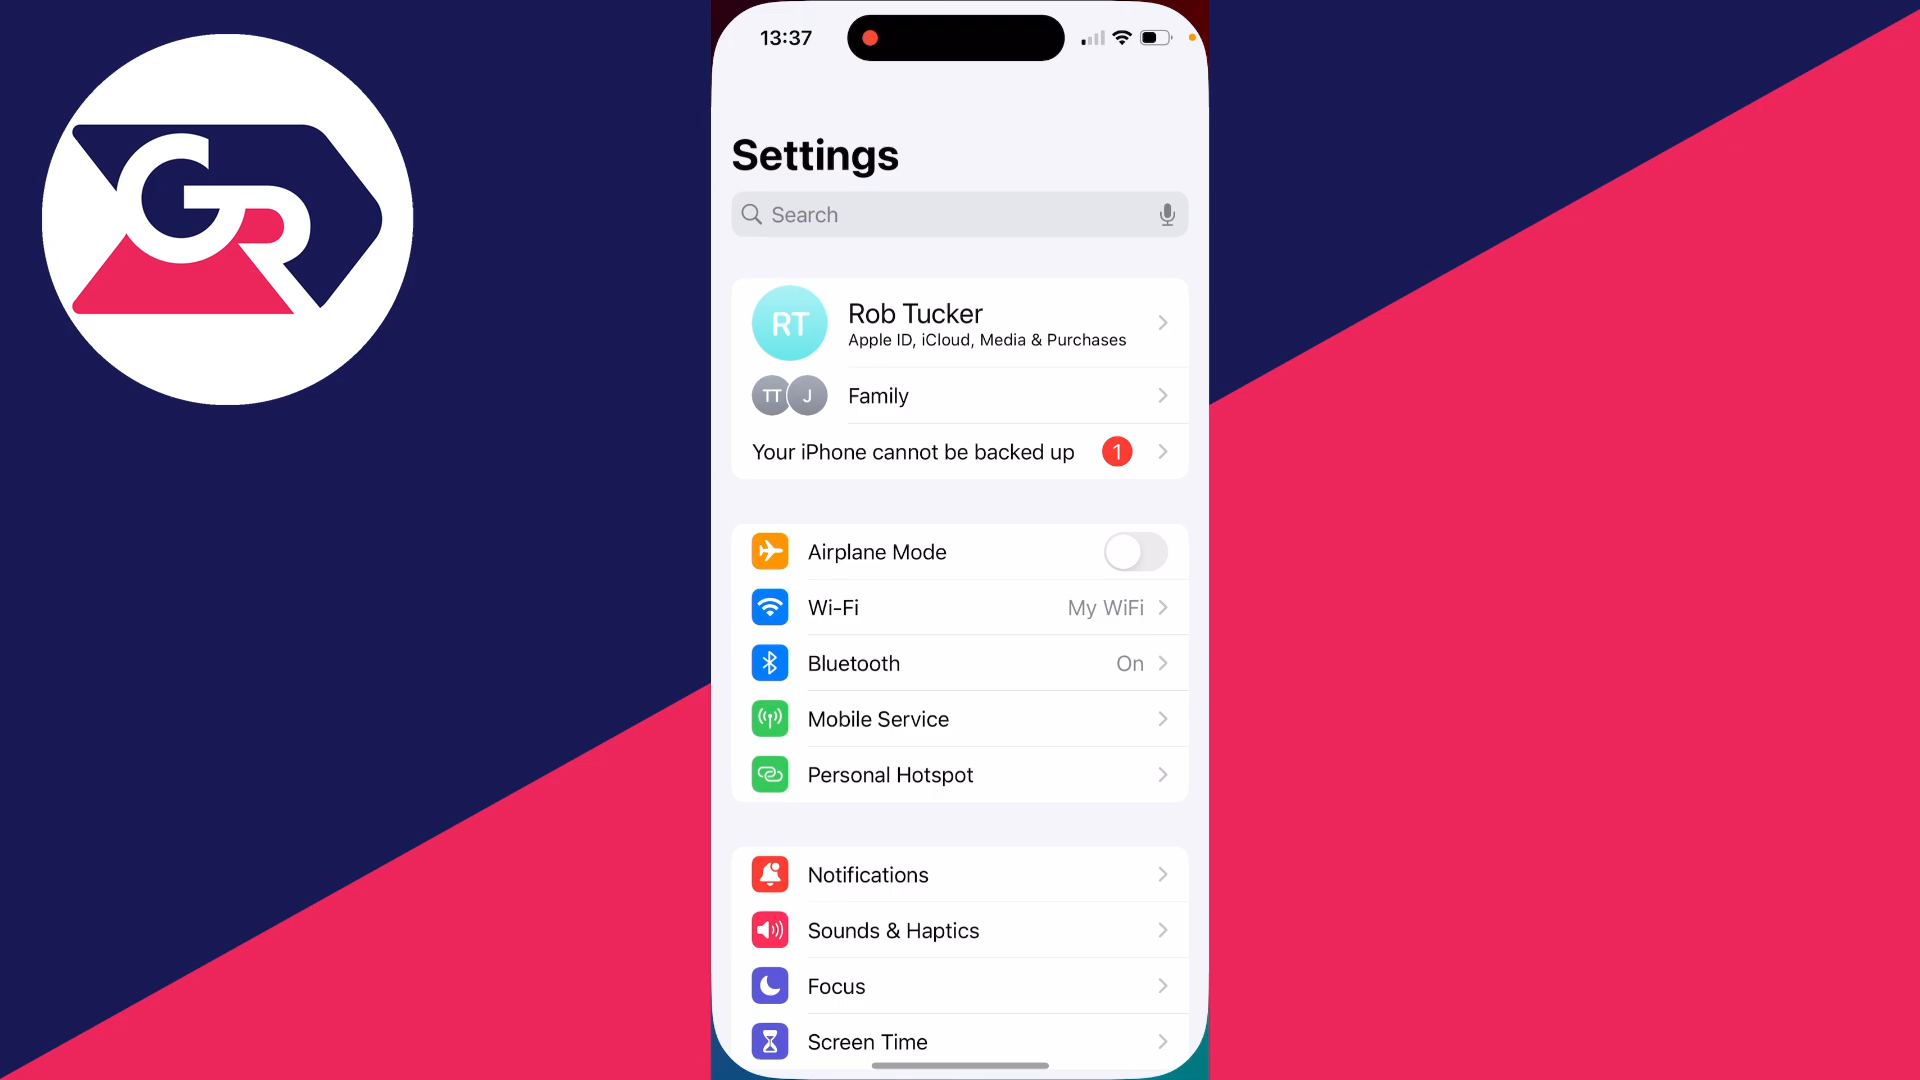 GR
13:37
Settings
Search
RT
Rob Tucker
Apple ID, iCloud, Media & Purchases
TT J
Family
Your iPhone cannot be backed up 1
Airplane Mode
Wi-Fi My WiFi
Bluetooth On
Mobile Service
Personal Hotspot
Notifications
Sounds & Haptics
Focus
Screen Time